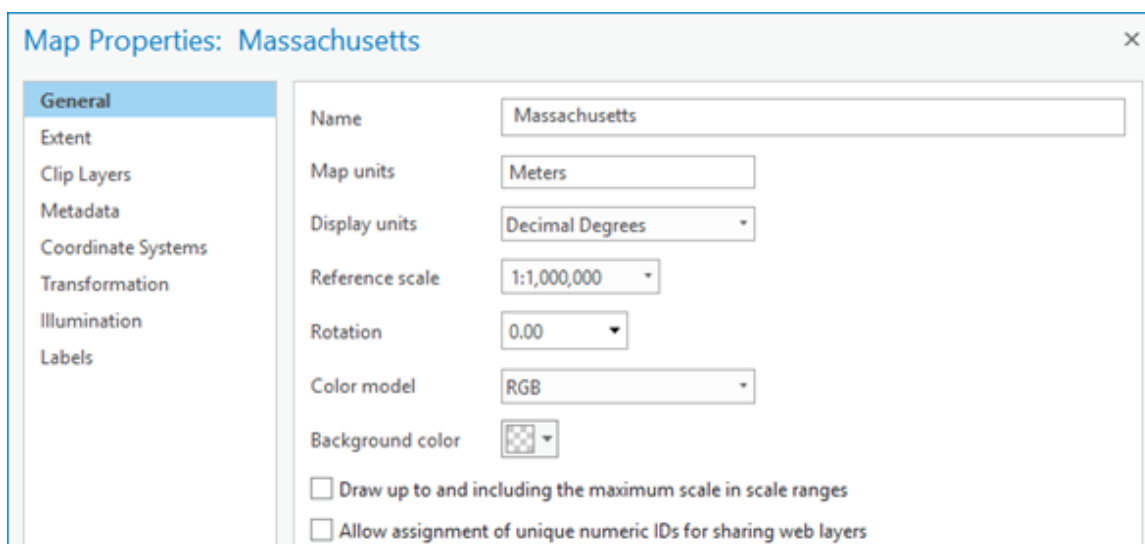 Map Properties: Massachusetts
General
Extent
Clip Layers
Metadata
Coordinate Systems
Transformation
Illumination
Labels
Name Massachusetts
Map units Meters
Display units Decimal Degrees
Reference scale 1:1,000,000
Rotation 0.00
Color model RGB
Background color
Draw up to and including the maximum scale in scale ranges
Allow assignment of unique numeric IDs for sharing web layers